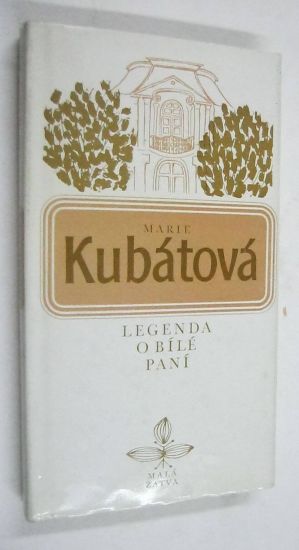 MARIE
Kubátová
LEGENDA
O BÍLÉ
PANÍ
MALÁ
ŽATVA